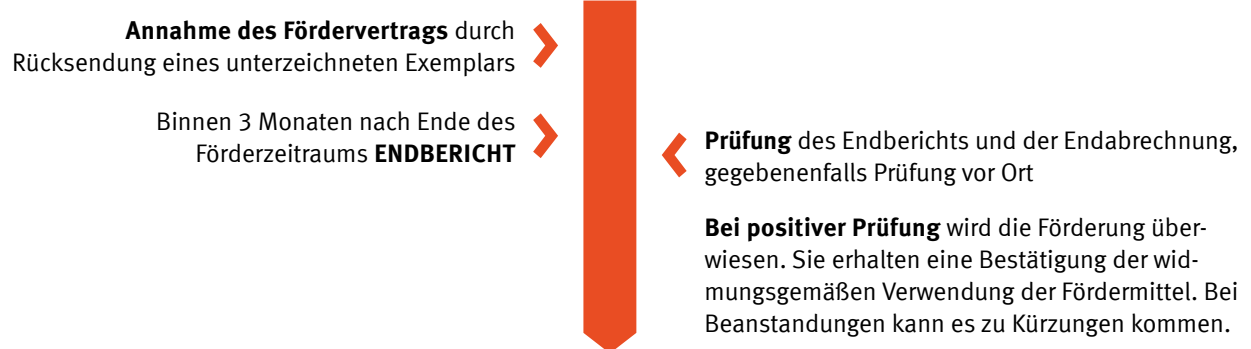 Annahme des Fördervertrags durch
Rücksendung eines unterzeichneten Exemplars
Binnen 3 Monaten nach Ende des
Förderzeitraums ENDBERICHT
Prüfung des Endberichts und der Endabrechnung,
gegebenenfalls Prüfung vor Ort
Bei positiver Prüfung wird die Förderung über-
wiesen. Sie erhalten eine Bestätigung der wid-
mungsgemäßen Verwendung der Fördermittel. Bei
Beanstandungen kann es zu Kürzungen kommen.